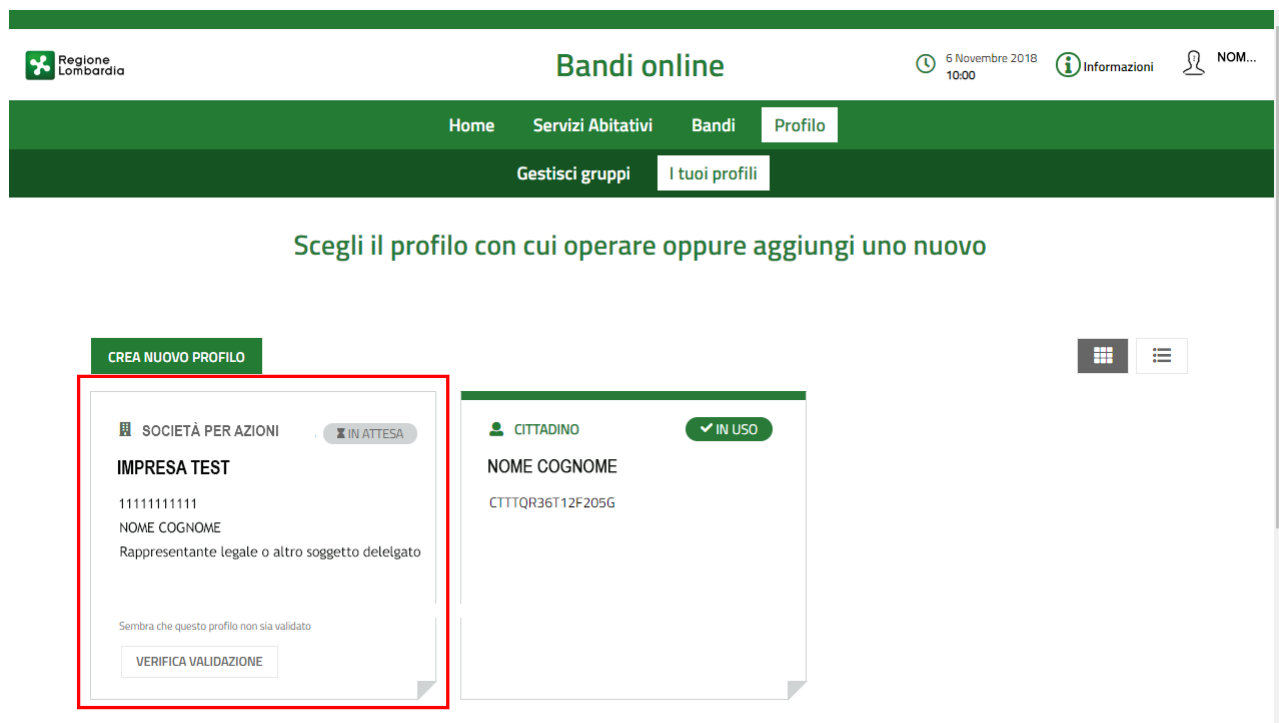 Regione
Lombardia
Bandi online
6 Novembre 2018
10:00
Informazioni
NOM...
Home Servizi Abitativi Bandi Profilo
Gestisci gruppi I tuoi profili
Scegli il profilo con cui operare oppure aggiungi uno nuovo
CREA NUOVO PROFILO
SOCIETÀ PER AZIONI
IN ATTESA
IMPRESA TEST
11111111111
NOME COGNOME
Rappresentante legale o altro soggetto delelgato
Sembra che questo profilo non sia validato
VERIFICA VALIDAZIONE
CITTADINO
IN USO
NOME COGNOME
CTTTQR36T12F205G